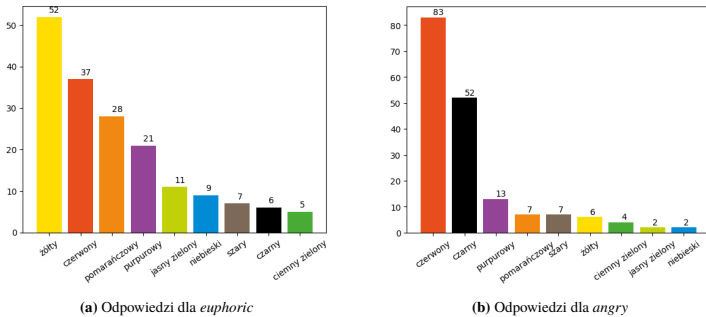 52
50
40
37
30
28
21
20
11
10
9
7
6
5
0
żółty
czerwony
pomarańczowy
purpurowy
jasny zielony
niebieski
szary
czarny
ciemny zielony
(a) Odpowiedzi dla euphoric
83
80
70
60
52
50
40
30
20
13
10
7
7
6
4
2
2
0
czerwony
czarny
purpurowy
pomarańczowy
szary
żółty
ciemny zielony
jasny zielony
niebieski
(b) Odpowiedzi dla angry